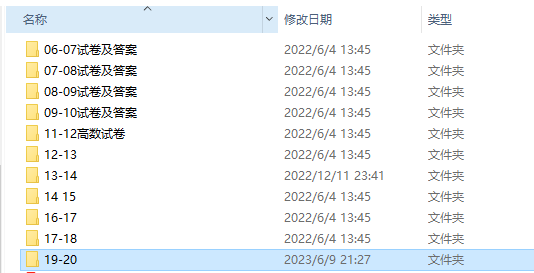 名称 修改日期 类型
06-07试卷及答案 2022/6/4 13:45 文件夹
07-08试卷及答案 2022/6/4 13:45 文件夹
08-09试卷及答案 2022/6/4 13:45 文件夹
09-10试卷及答案 2022/6/4 13:45 文件夹
11-12高数试卷 2022/6/4 13:45 文件夹
12-13 2022/6/4 13:45 文件夹
13-14 2022/12/11 23:41 文件夹
14 15 2022/6/4 13:45 文件夹
16-17 2022/6/4 13:45 文件夹
17-18 2022/6/4 13:45 文件夹
19-20 2023/6/9 21:27 文件夹